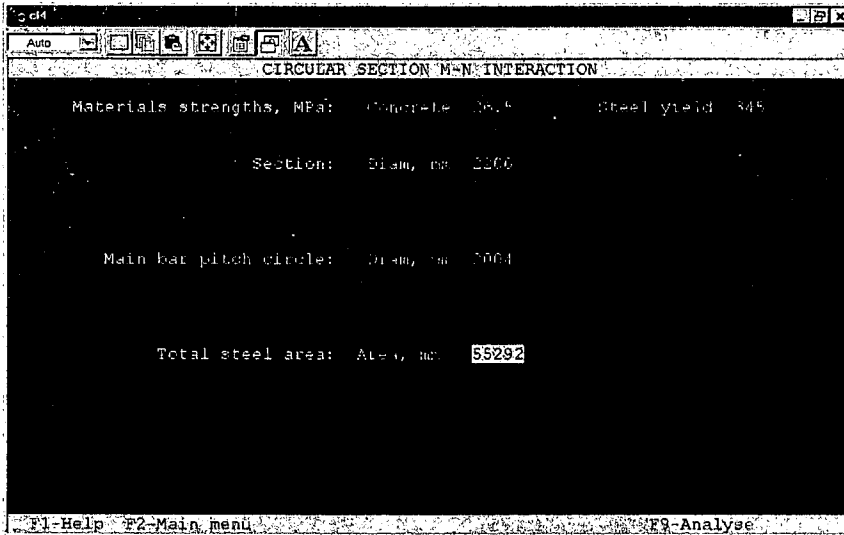 Auto
A
CIRCULAR SECTION M-N INTERACTION
Materials strengths, MPa: Concrete 26.5 Steel yield 345
Section: Diam, mm
Main bar pitch circle: Diam, mm 2004
Total steel area: Area, mm 55292
F1-Help F2-Main menu F9-Analyse